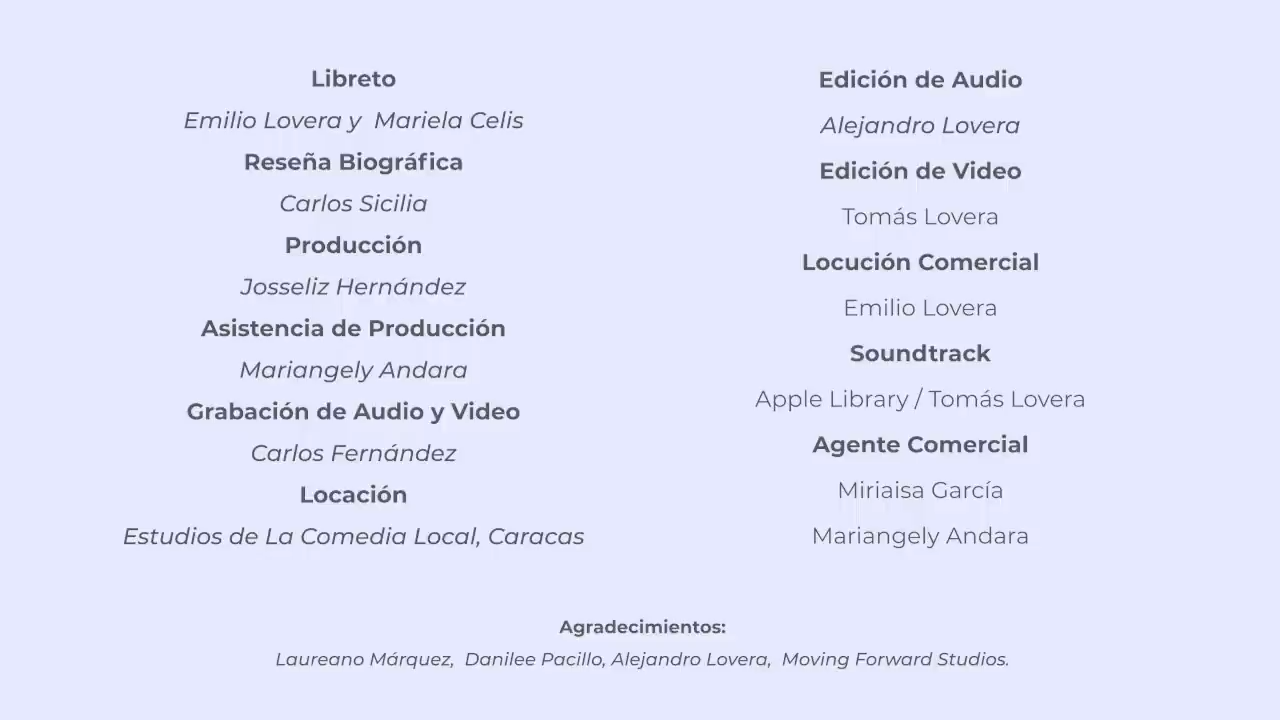 Libreto
Emilio Lovera y  Mariela Celis
Reseña Biográfica
Carlos Sicilia
Producción
Josseliz Hernández
Asistencia de Producción
Mariangely Andara
Grabación de Audio y Video
Carlos Fernández
Locación
Estudios de La Comedia Local, Caracas
Edición de Audio
Alejandro Lovera
Edición de Video
Tomás Lovera
Locución Comercial
Emilio Lovera
Soundtrack
Apple Library / Tomás Lovera
Agente Comercial
Miriaisa García
Mariangely Andara
Agradecimientos:
Laureano Márquez,  Danilee Pacillo, Alejandro Lovera,  Moving Forward Studios.